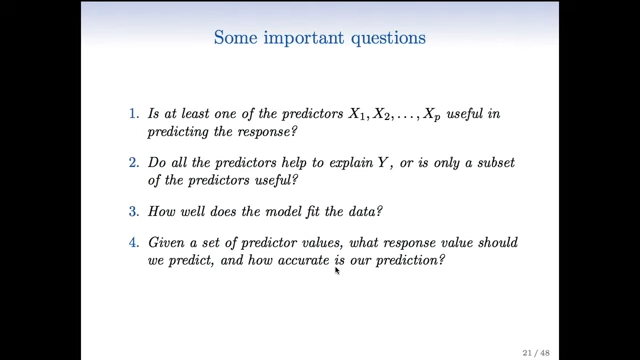 Some important questions
1. Is at least one of the predictors X₁, X₂, . . . , Xₚ useful in
predicting the response?
2. Do all the predictors help to explain Y, or is only a subset
of the predictors useful?
3. How well does the model fit the data?
4. Given a set of predictor values, what response value should
we predict, and how accurate is our prediction?
21 / 48